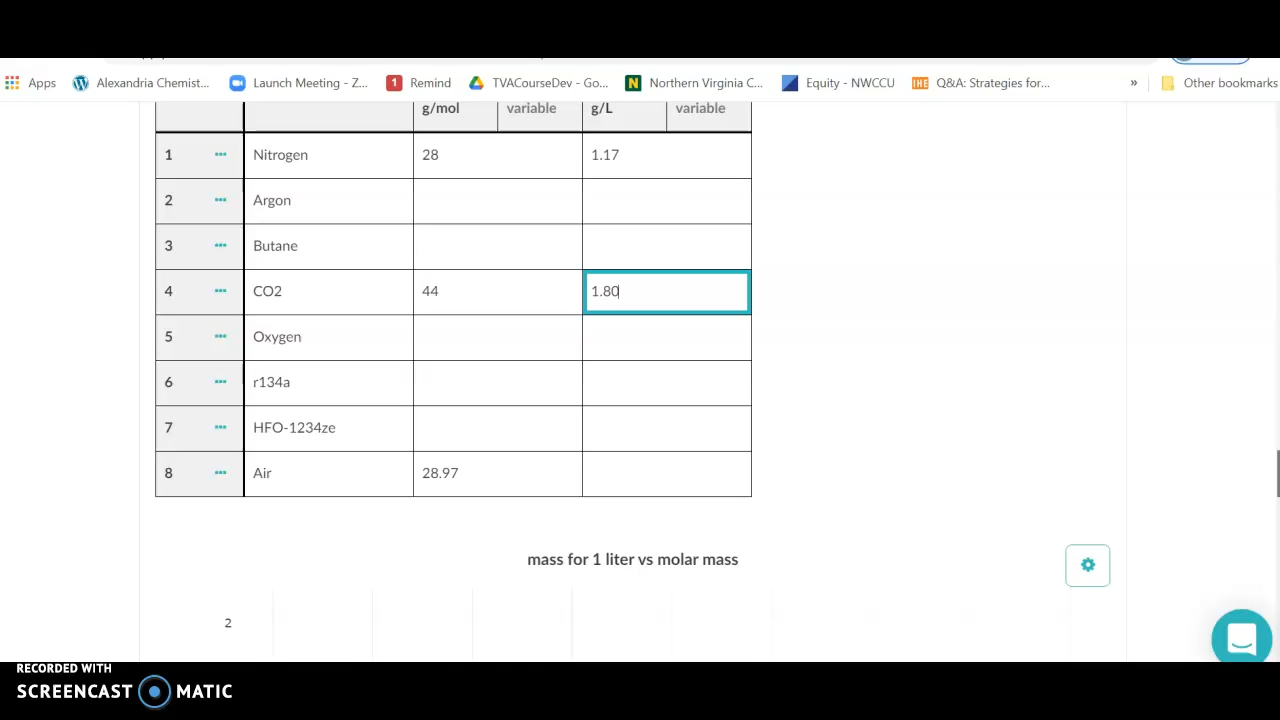 Apps Alexandria Chemist... Launch Meeting - Z... 1 Remind TVACourseDev - Go... N Northern Virginia C... Equity - NWCCU IHE Q&A: Strategies for... » Other bookmarks
g/mol variable g/L variable
1 ··· Nitrogen 28 1.17
2 ··· Argon
3 ··· Butane
4 ··· CO2 44 1.80
5 ··· Oxygen
6 ··· r134a
7 ··· HFO-1234ze
8 ··· Air 28.97
mass for 1 liter vs molar mass
2
RECORDED WITH
SCREENCAST MATIC